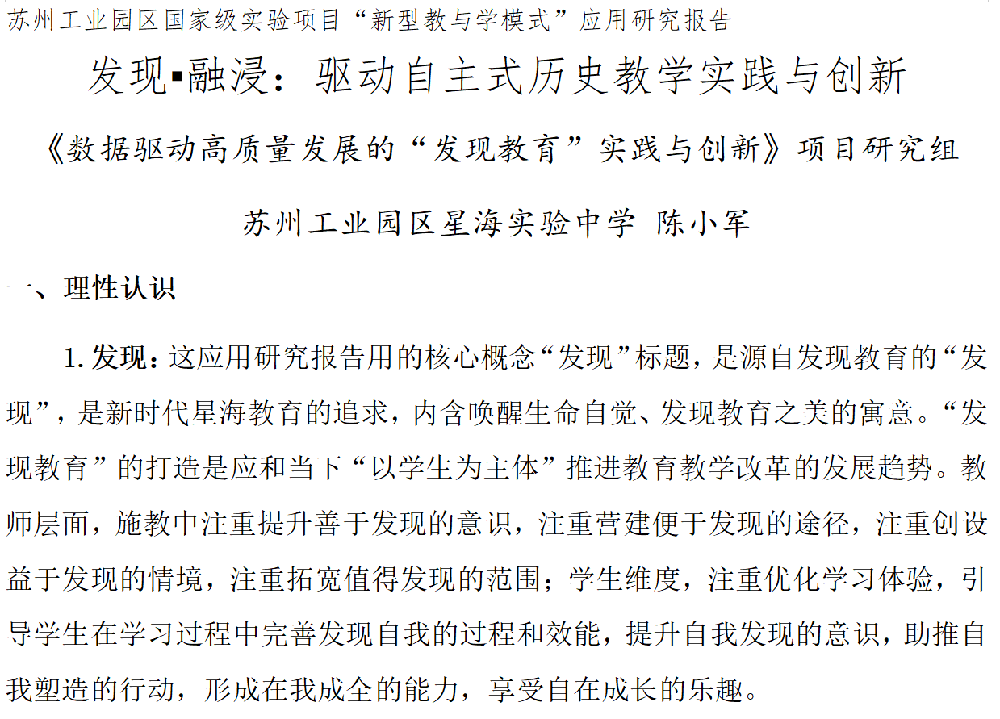 苏州工业园区国家级实验项目“新型教与学模式”应用研究报告
发现▪融浸：驱动自主式历史教学实践与创新
《数据驱动高质量发展的“发现教育”实践与创新》项目研究组
苏州工业园区星海实验中学 陈小军
一、理性认识
1. 发现：这应用研究报告用的核心概念“发现”标题，是源自发现教育的“发
现”，是新时代星海教育的追求，内含唤醒生命自觉、发现教育之美的寓意。“发
现教育”的打造是应和当下“以学生为主体”推进教育教学改革的发展趋势。教
师层面，施教中注重提升善于发现的意识，注重营建便于发现的途径，注重创设
益于发现的情境，注重拓宽值得发现的范围；学生维度，注重优化学习体验，引
导学生在学习过程中完善发现自我的过程和效能，提升自我发现的意识，助推自
我塑造的行动，形成在我成全的能力，享受自在成长的乐趣。